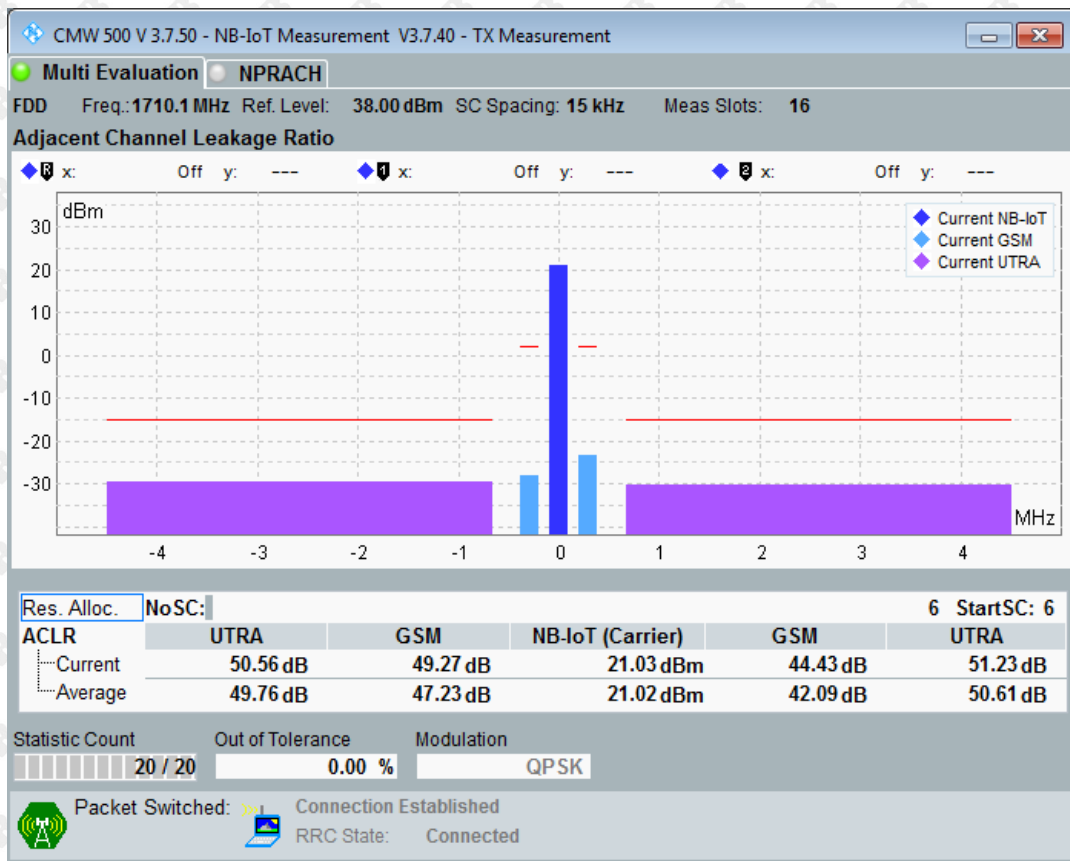 CMW 500 V 3.7.50 - NB-IoT Measurement V3.7.40 - TX Measurement
Multi Evaluation NPRACH
FDD Freq.: 1710.1 MHz Ref. Level: 38.00 dBm SC Spacing: 15 kHz Meas Slots: 16
Adjacent Channel Leakage Ratio
R x: Off y: --- 1 x: Off y: --- 2 x: Off y: ---
dBm
Current NB-IoT
Current GSM
Current UTRA
30
20
10
0
-10
-20
-30
MHz
-4 -3 -2 -1 0 1 2 3 4
Res. Alloc. NoSC: 6 StartSC: 6
ACLR UTRA GSM NB-IoT (Carrier) GSM UTRA
Current 50.56 dB 49.27 dB 21.03 dBm 44.43 dB 51.23 dB
Average 49.76 dB 47.23 dB 21.02 dBm 42.09 dB 50.61 dB
Statistic Count Out of Tolerance Modulation
20 / 20 0.00 % QPSK
Packet Switched: Connection Established
RRC State: Connected